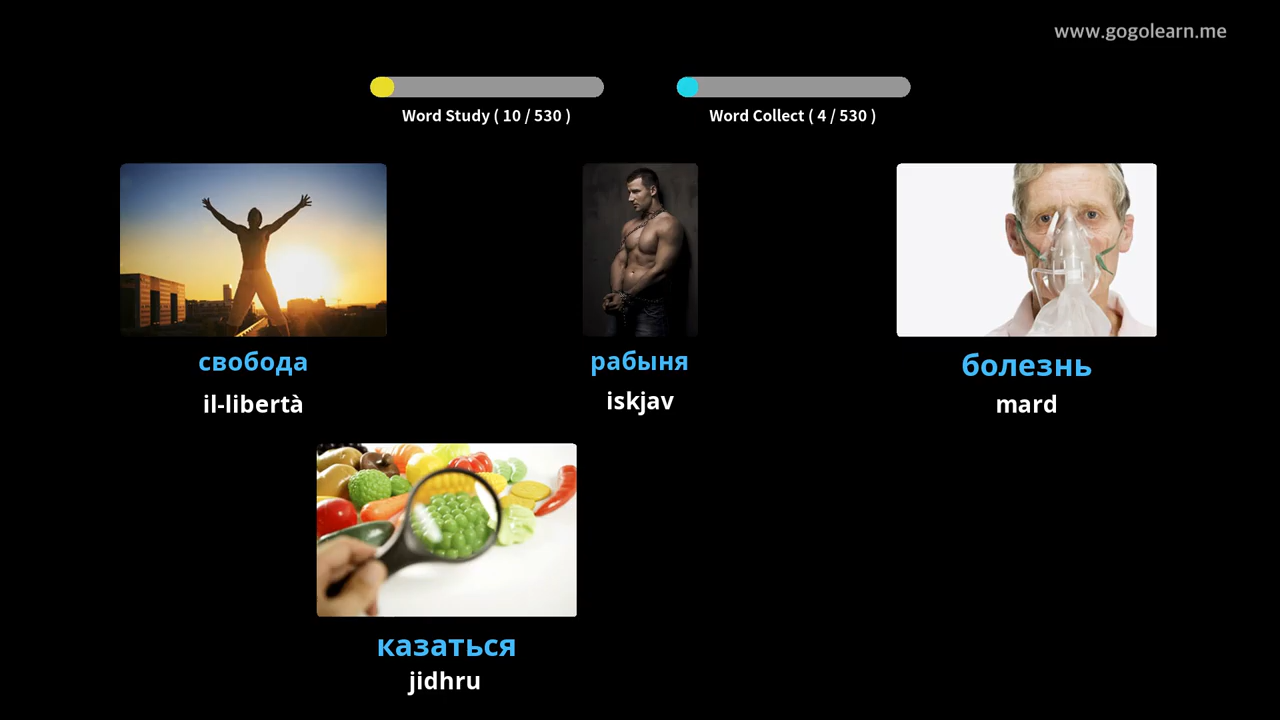 www.gogolearn.me
Word Study ( 10 / 530 )
Word Collect ( 4 / 530 )
свобода
il-libertà
рабыня
iskjav
болезнь
mard
казаться
jidhru